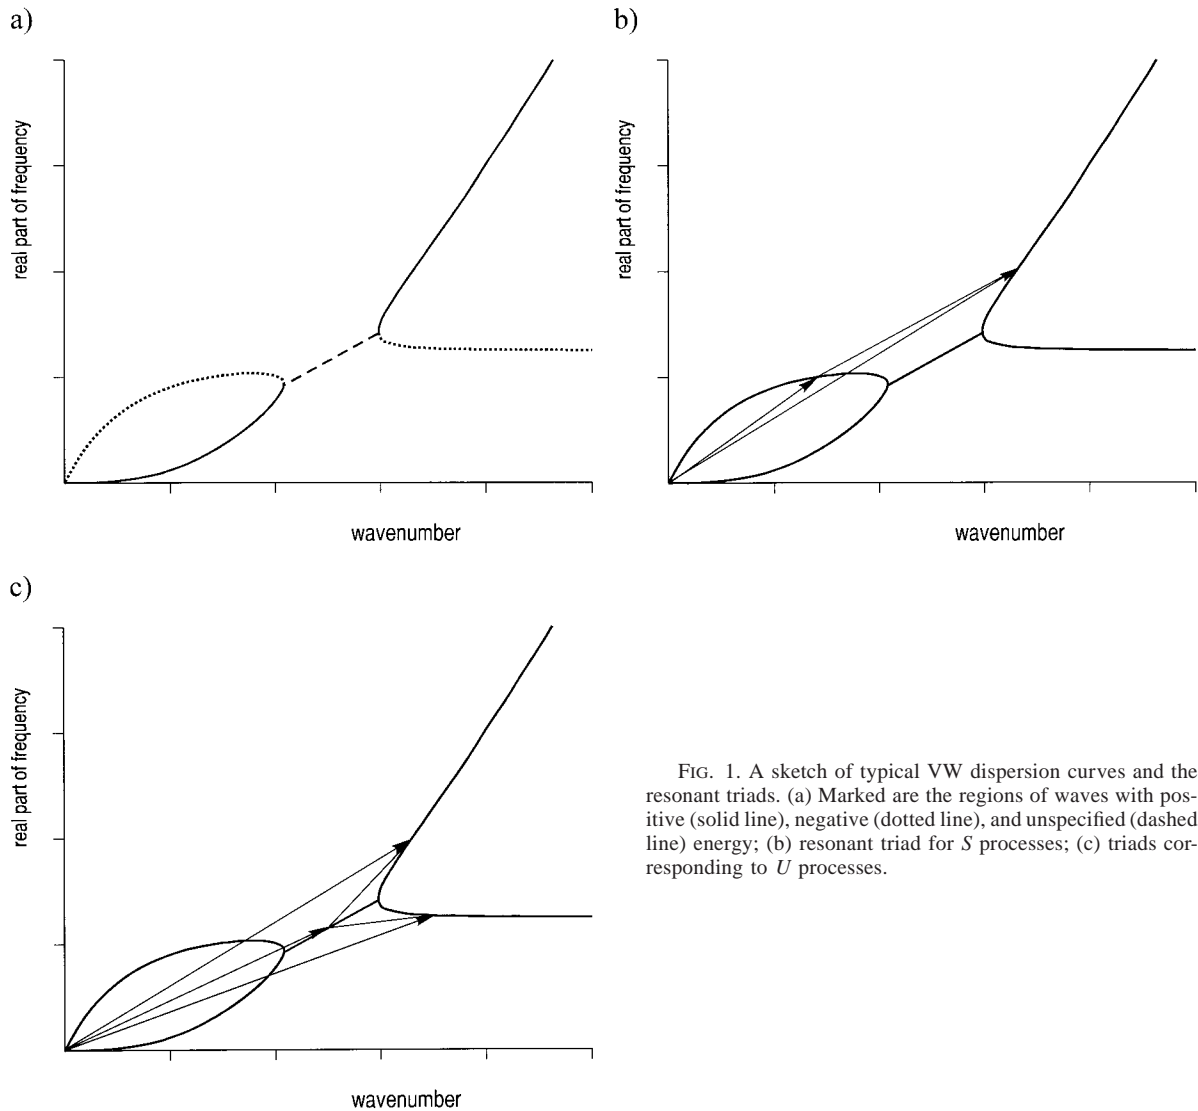 a)
real part of frequency
wavenumber
b)
real part of frequency
wavenumber
c)
real part of frequency
wavenumber
FIG. 1. A sketch of typical VW dispersion curves and the
resonant triads. (a) Marked are the regions of waves with pos-
itive (solid line), negative (dotted line), and unspecified (dashed
line) energy; (b) resonant triad for S processes; (c) triads cor-
responding to U processes.